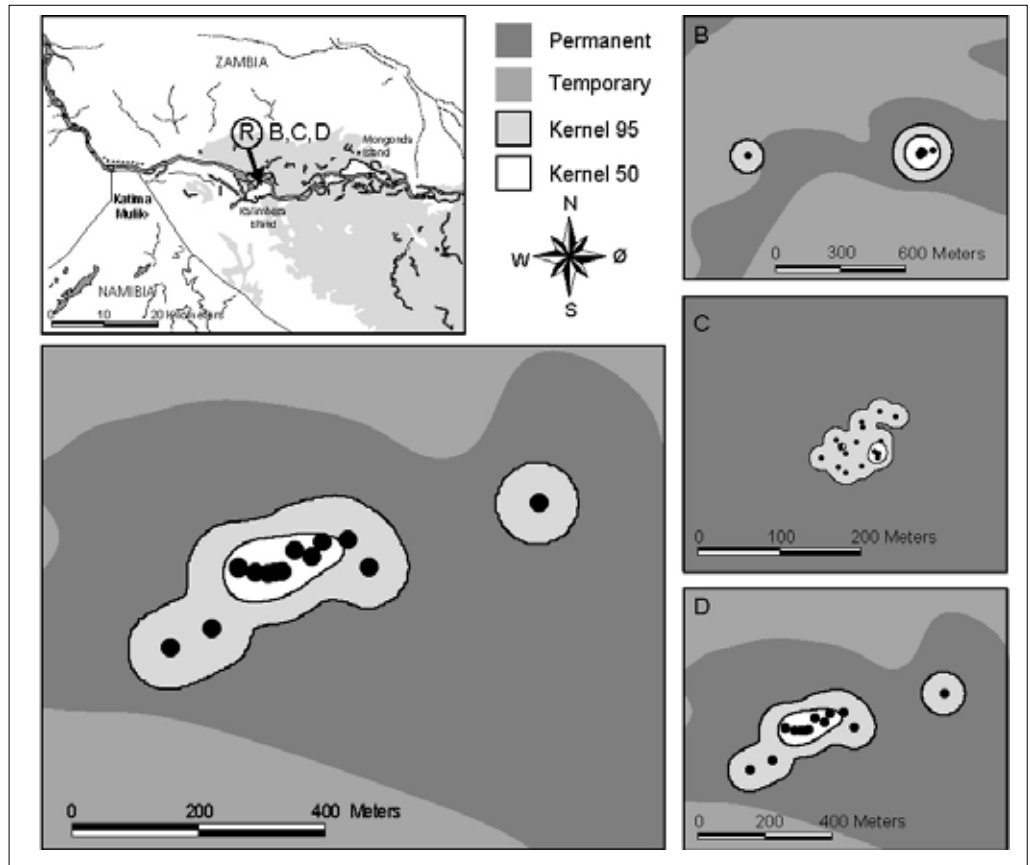 ZAMBIA
R B, C, D
Mongonda
Island
Katima
Mulilo
Island
NAMIBIA
0 10 20 Kilometers
Permanent
Temporary
Kernel 95
Kernel 50
N
W Ø
S
B
0 300 600 Meters
C
0 100 200 Meters
0 200 400 Meters
D
0 200 400 Meters